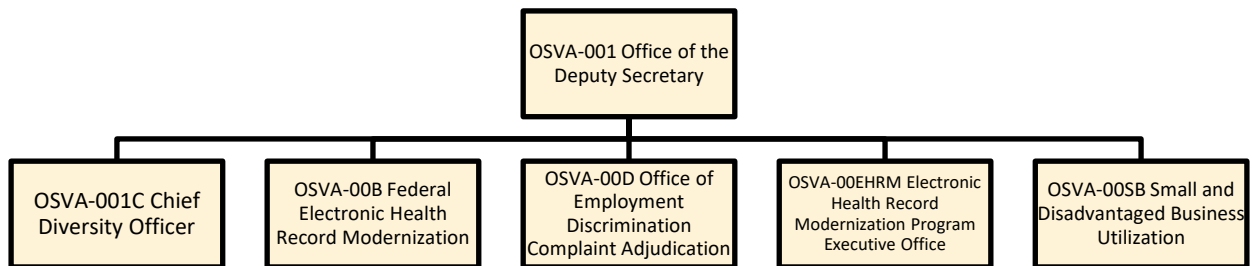 OSVA-001 Office of the
Deputy Secretary
OSVA-001C Chief
Diversity Officer
OSVA-00B Federal
Electronic Health
Record Modernization
OSVA-00D Office of
Employment
Discrimination
Complaint Adjudication
OSVA-00EHRM Electronic
Health Record
Modernization Program
Executive Office
OSVA-00SB Small and
Disadvantaged Business
Utilization